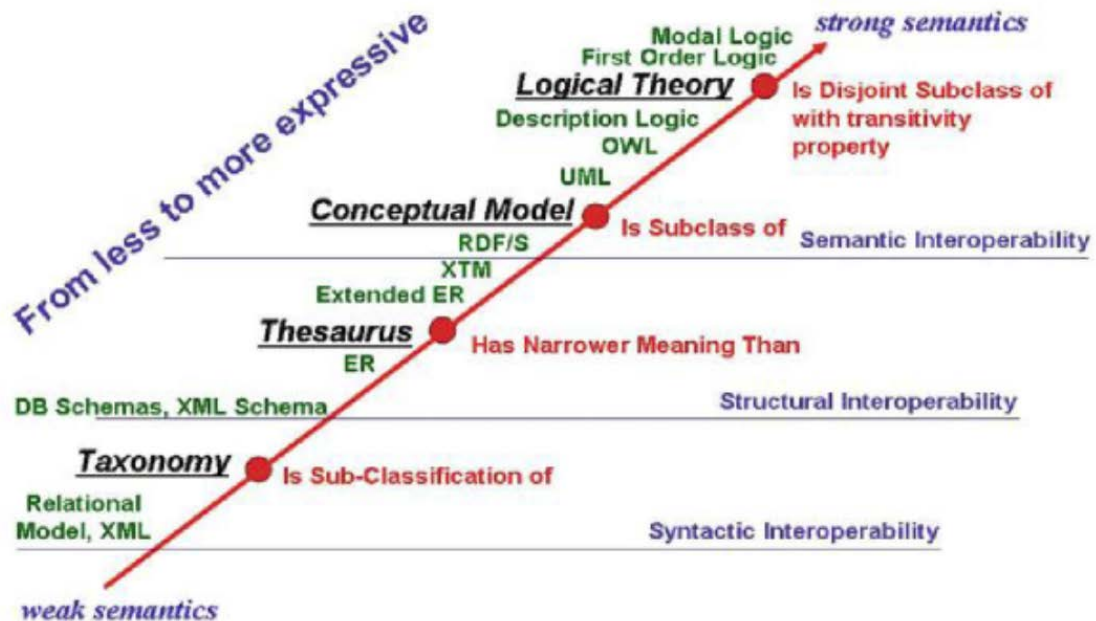 strong semantics
Modal Logic
First Order Logic
Logical Theory
Is Disjoint Subclass of
with transitivity
property
Description Logic
OWL
UML
From less to more expressive
Conceptual Model
Is Subclass of
RDF/S
Semantic Interoperability
XTM
Extended ER
Thesaurus
Has Narrower Meaning Than
ER
DB Schemas, XML Schema
Structural Interoperability
Taxonomy
Is Sub-Classification of
Relational
Model, XML
Syntactic Interoperability
weak semantics